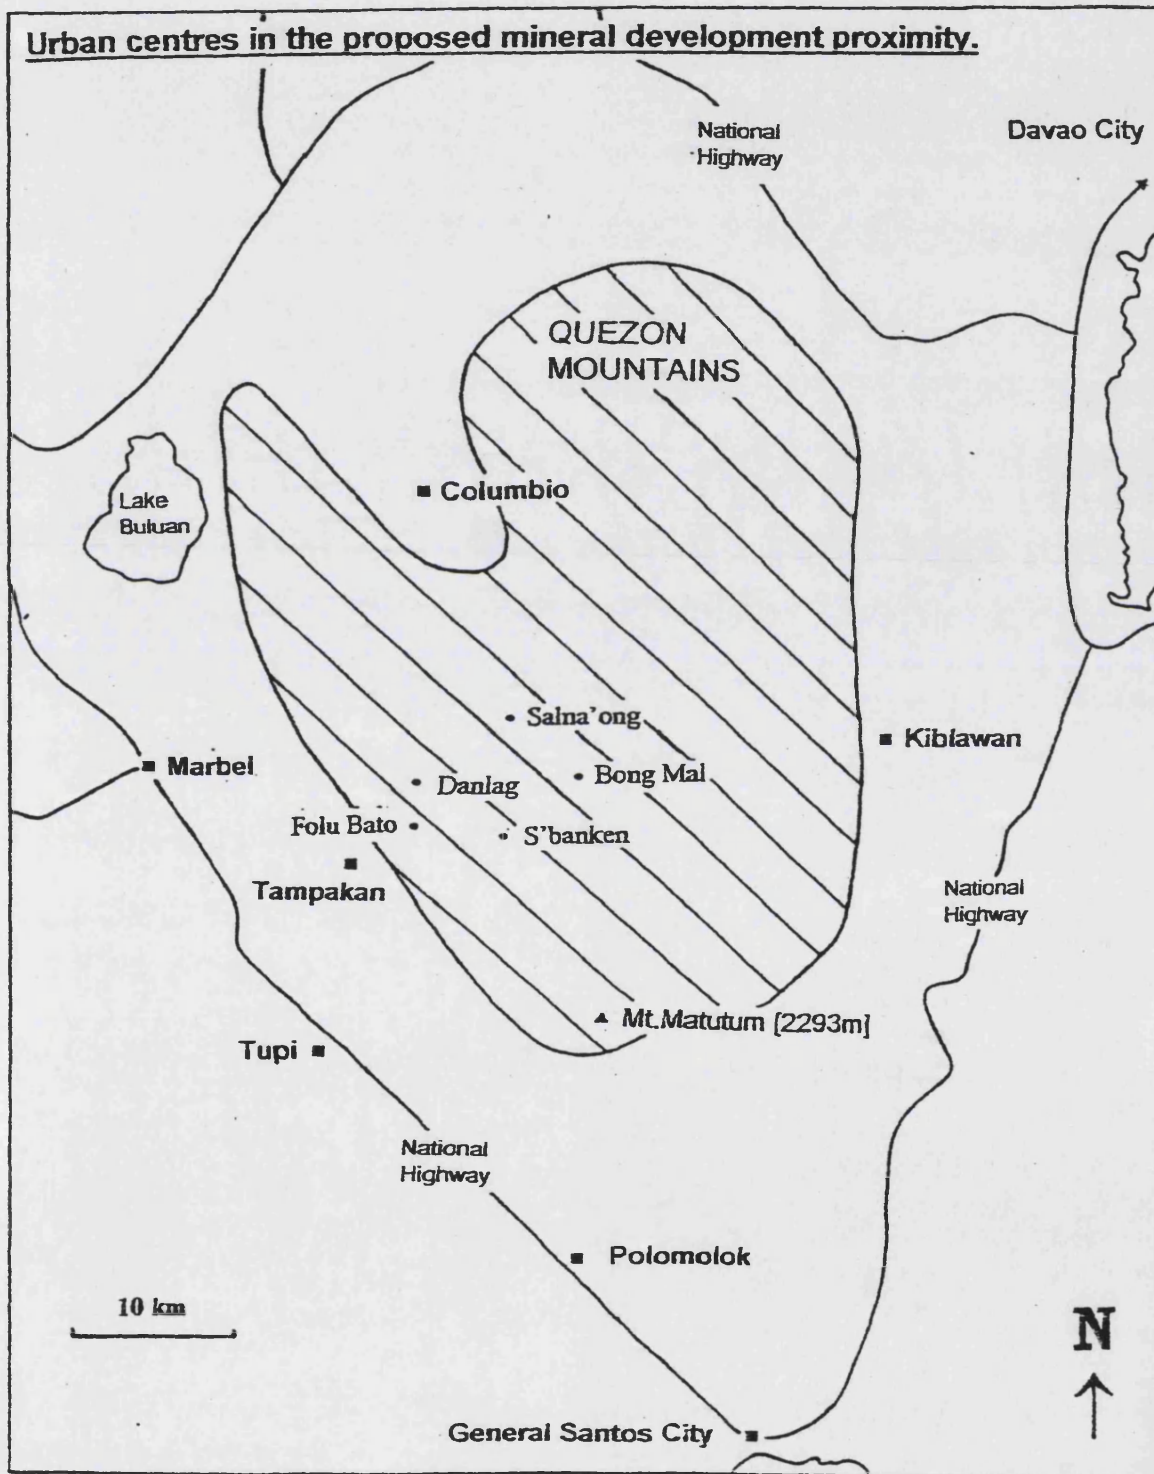 Urban centres in the proposed mineral development proximity.
National
Highway
Davao City
QUEZON
MOUNTAINS
Lake
Buluan
Columbio
Salna'ong
Kiblawan
Marbel
Danlag
Bong Mal
Folu Bato
S'banken
Tampakan
National
Highway
Mt.Matutum [2293m]
Tupi
National
Highway
Polomolok
10 km
N
General Santos City